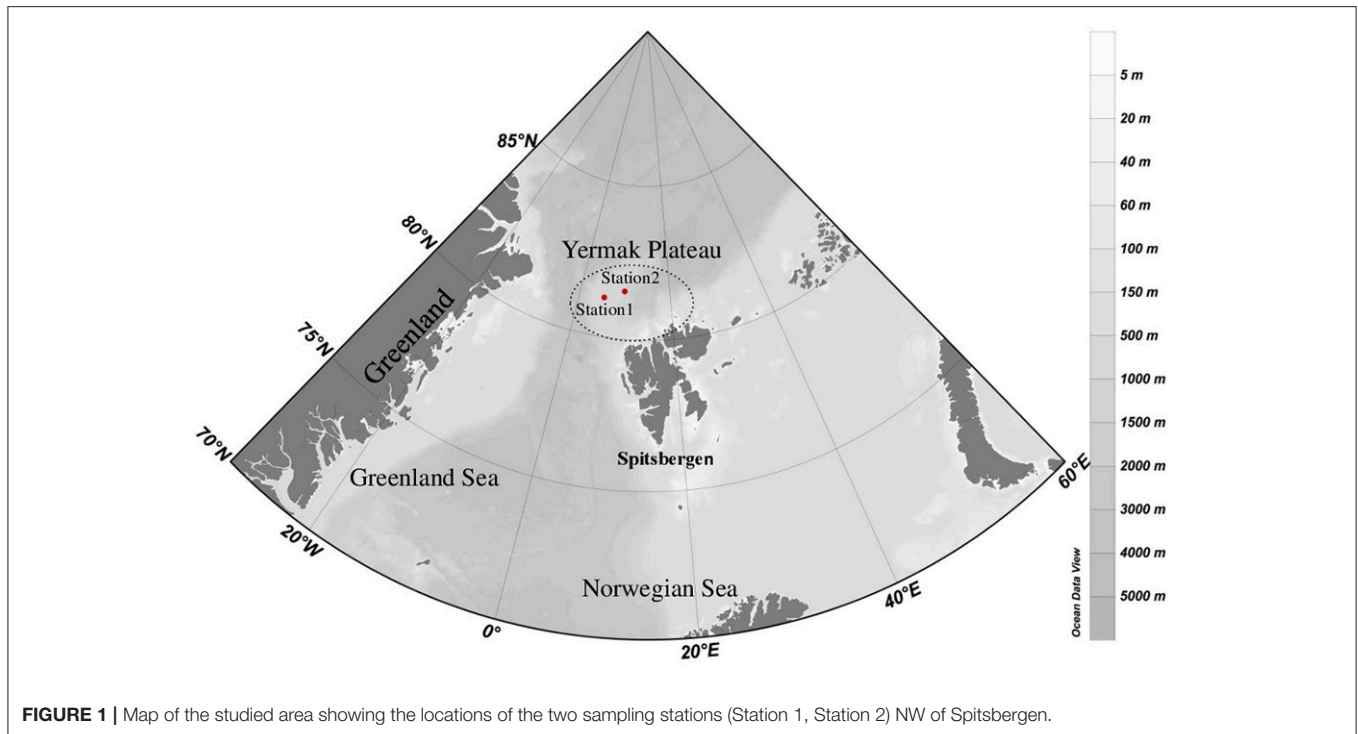 85°N
80°N
75°N
70°N
20°W
0°
20°E
40°E
60°E
Greenland
Yermak Plateau
Station2
Station1
Spitsbergen
Greenland Sea
Norwegian Sea
5 m
20 m
40 m
60 m
100 m
150 m
500 m
1000 m
1500 m
2000 m
3000 m
4000 m
5000 m
Ocean Data View
FIGURE 1 | Map of the studied area showing the locations of the two sampling stations (Station 1, Station 2) NW of Spitsbergen.